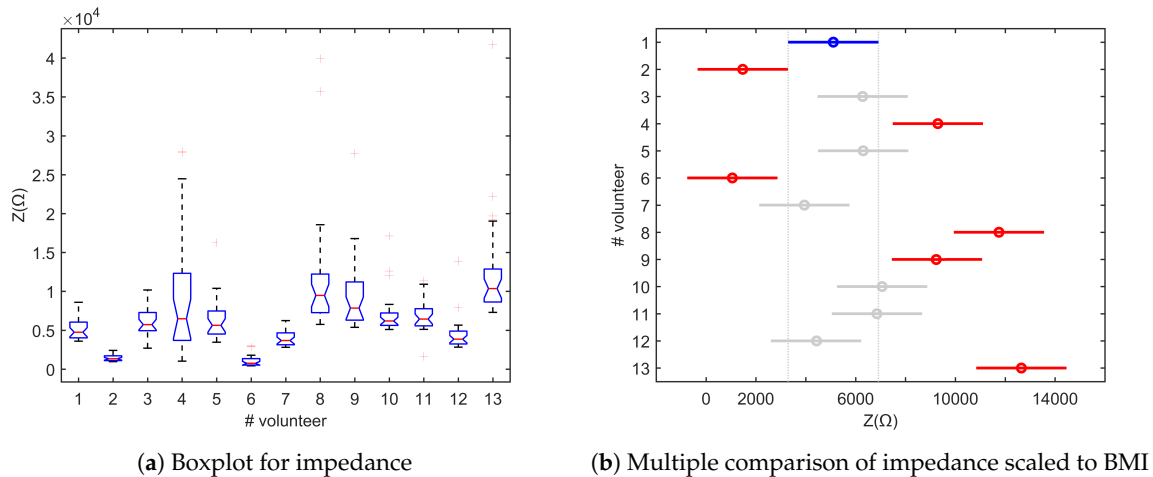 ×10⁴
4
3.5
3
2.5
2
1.5
1
0.5
0
Z(Ω)
1 2 3 4 5 6 7 8 9 10 11 12 13
# volunteer
(a) Boxplot for impedance
1
2
3
4
5
6
7
8
9
10
11
12
13
# volunteer
0 2000 6000 10000 14000
Z(Ω)
(b) Multiple comparison of impedance scaled to BMI